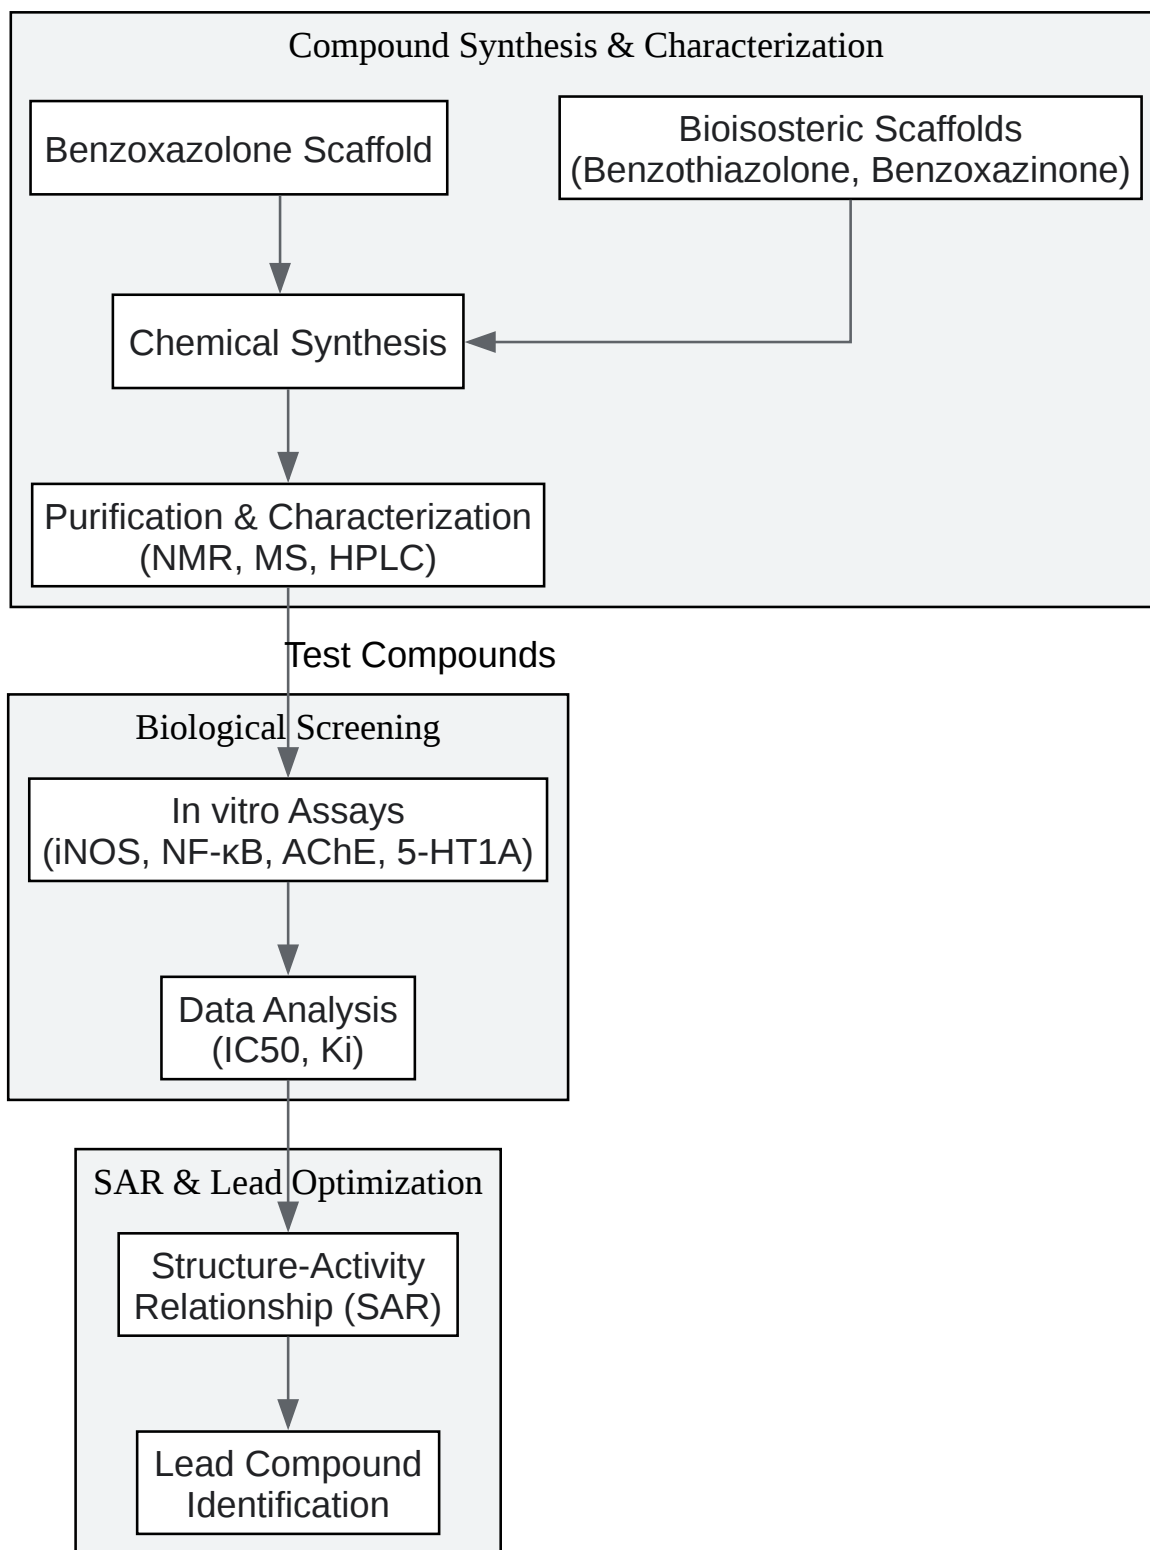 Compound Synthesis & Characterization
Benzoxazolone Scaffold
Bioisosteric Scaffolds
(Benzothiazolone, Benzoxazinone)
Chemical Synthesis
Purification & Characterization
(NMR, MS, HPLC)
Test Compounds
Biological Screening
In vitro Assays
(iNOS, NF-κB, AChE, 5-HT1A)
Data Analysis
(IC50, Ki)
SAR & Lead Optimization
Structure-Activity
Relationship (SAR)
Lead Compound
Identification